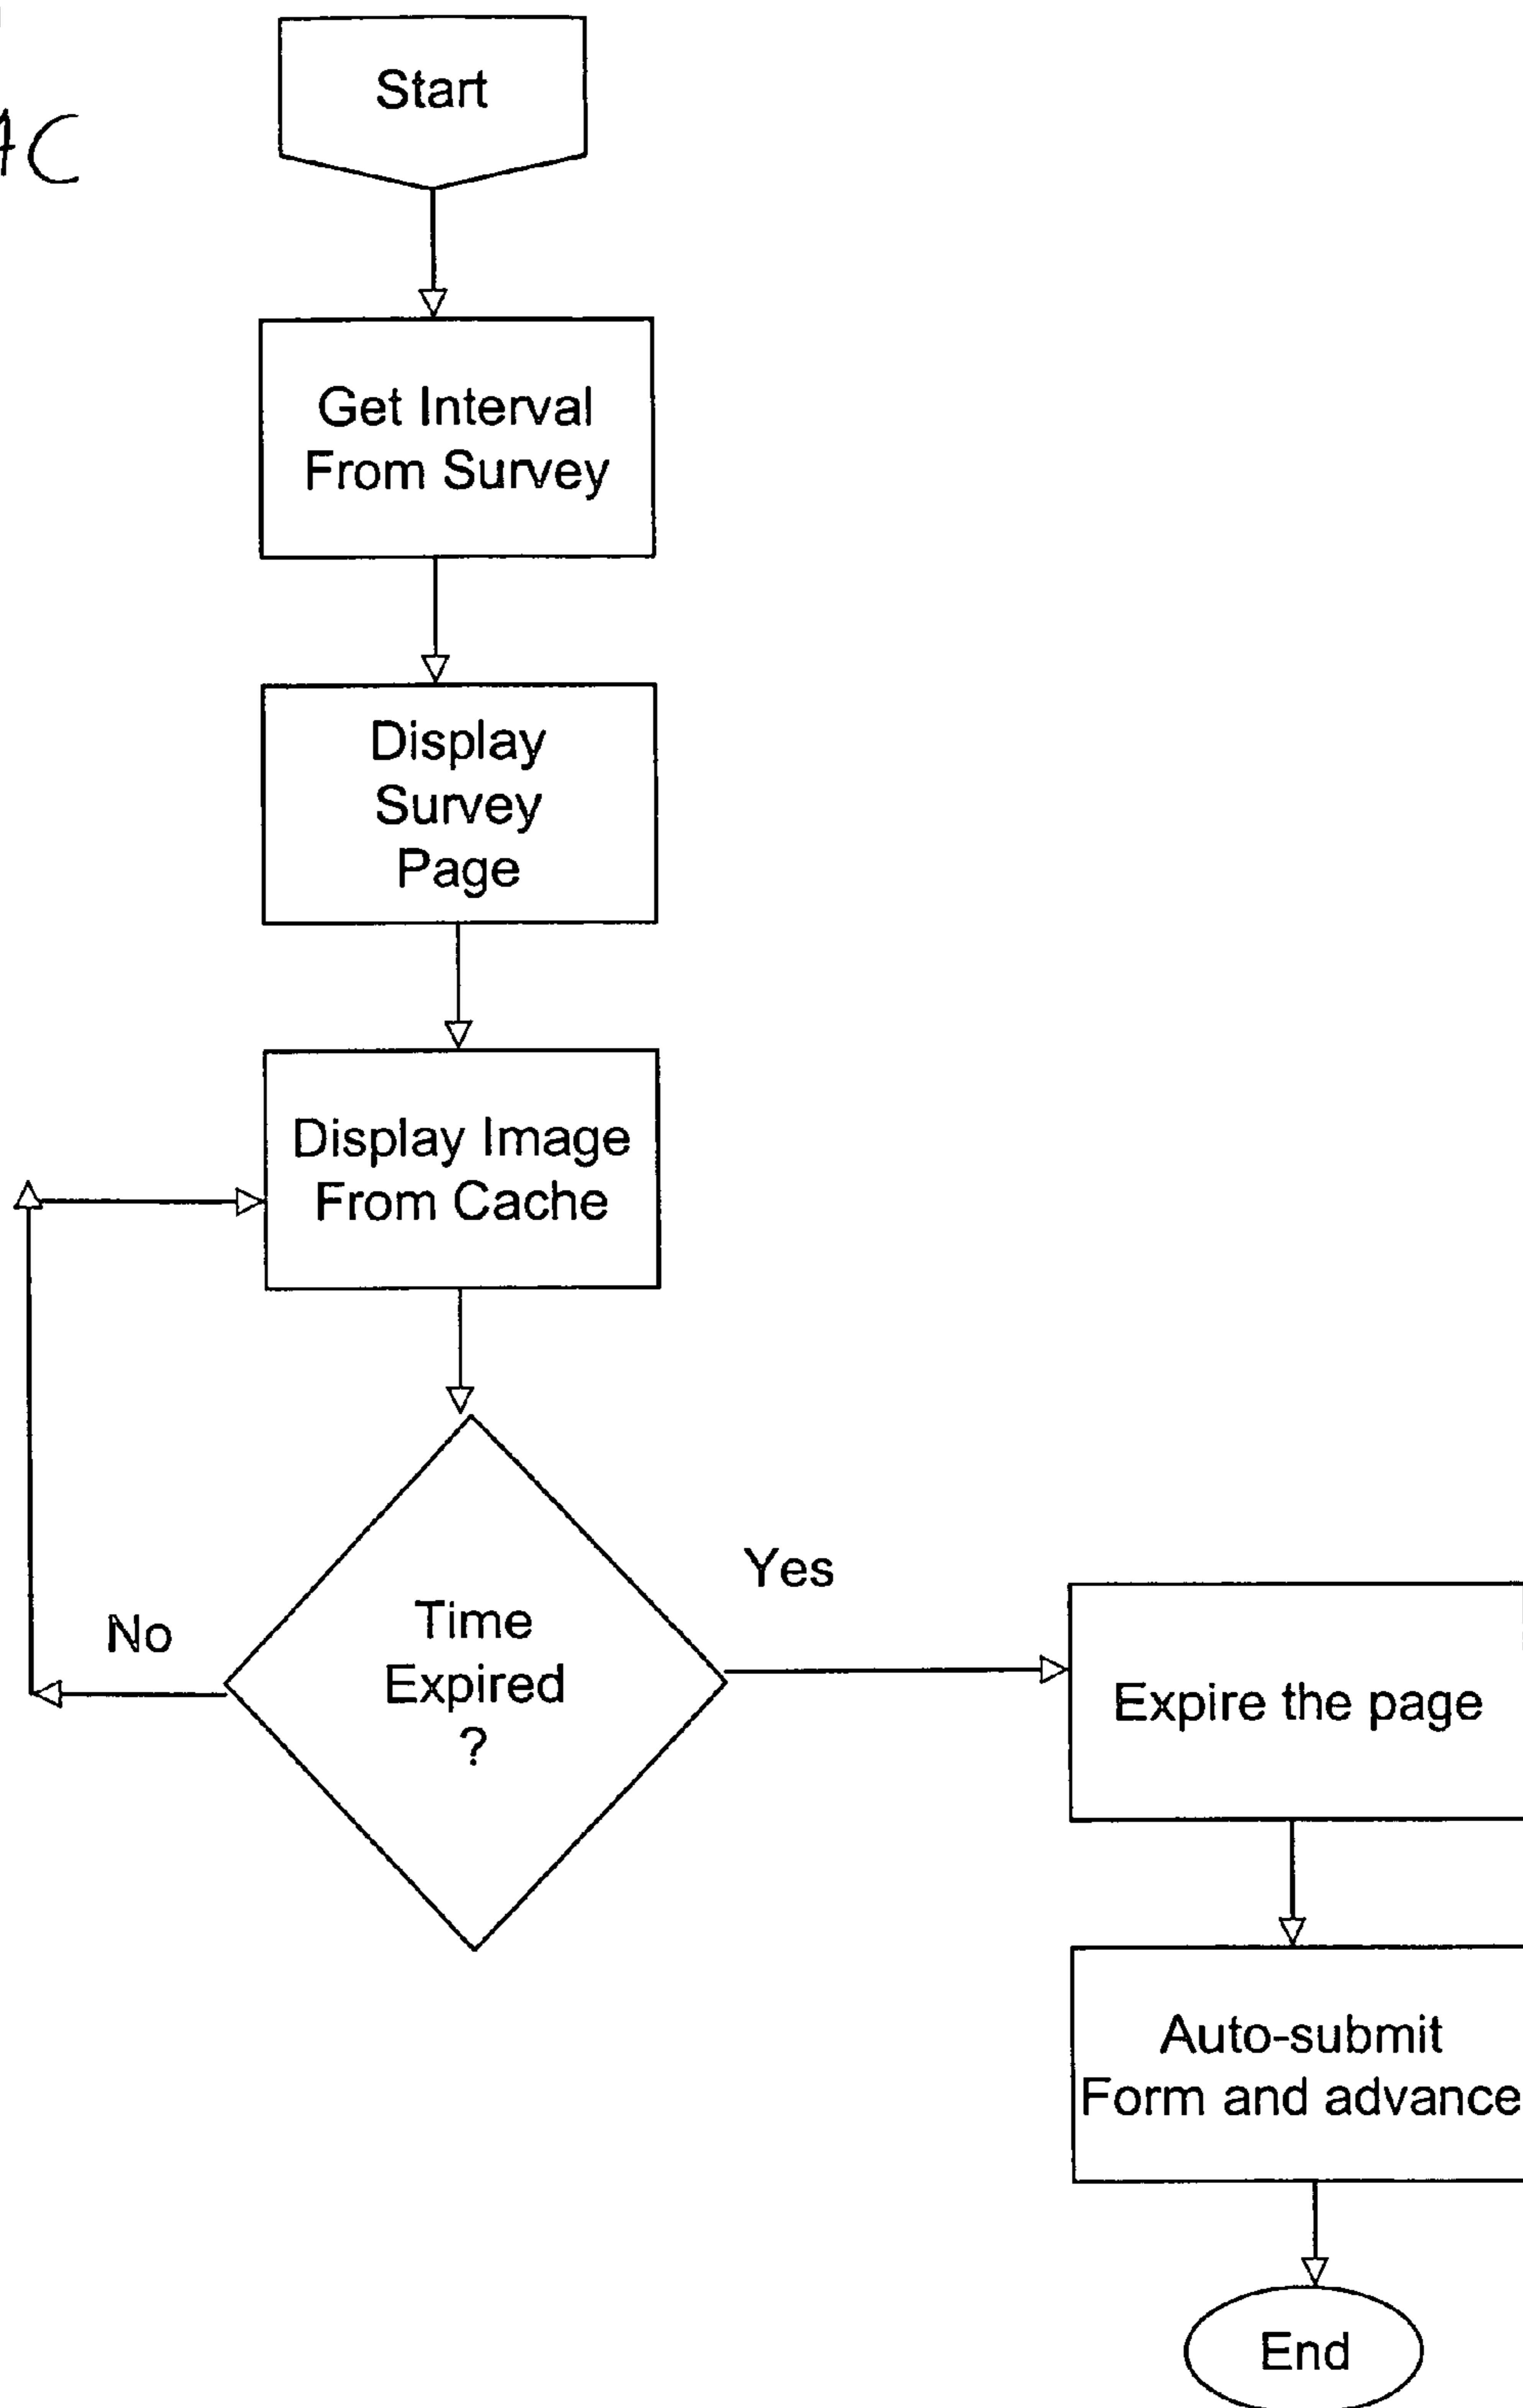 Start
Get Interval
From Survey
Display
Survey
Page
Display Image
From Cache
Time
Expired
?
No
Yes
Expire the page
Auto-submit
Form and advance
End